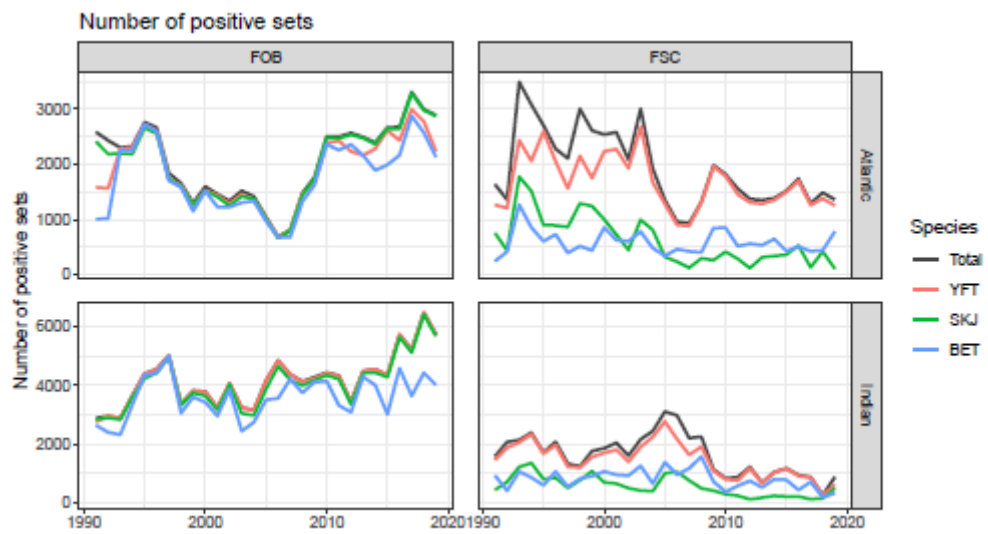 Number of positive sets
FOB
FSC
Number of positive sets
3000
2000
1000
0
Atlantic
6000
4000
2000
0
Indian
1990
2000
2010
2020
1990
2000
2010
2020
Species
Total
YFT
SKJ
BET